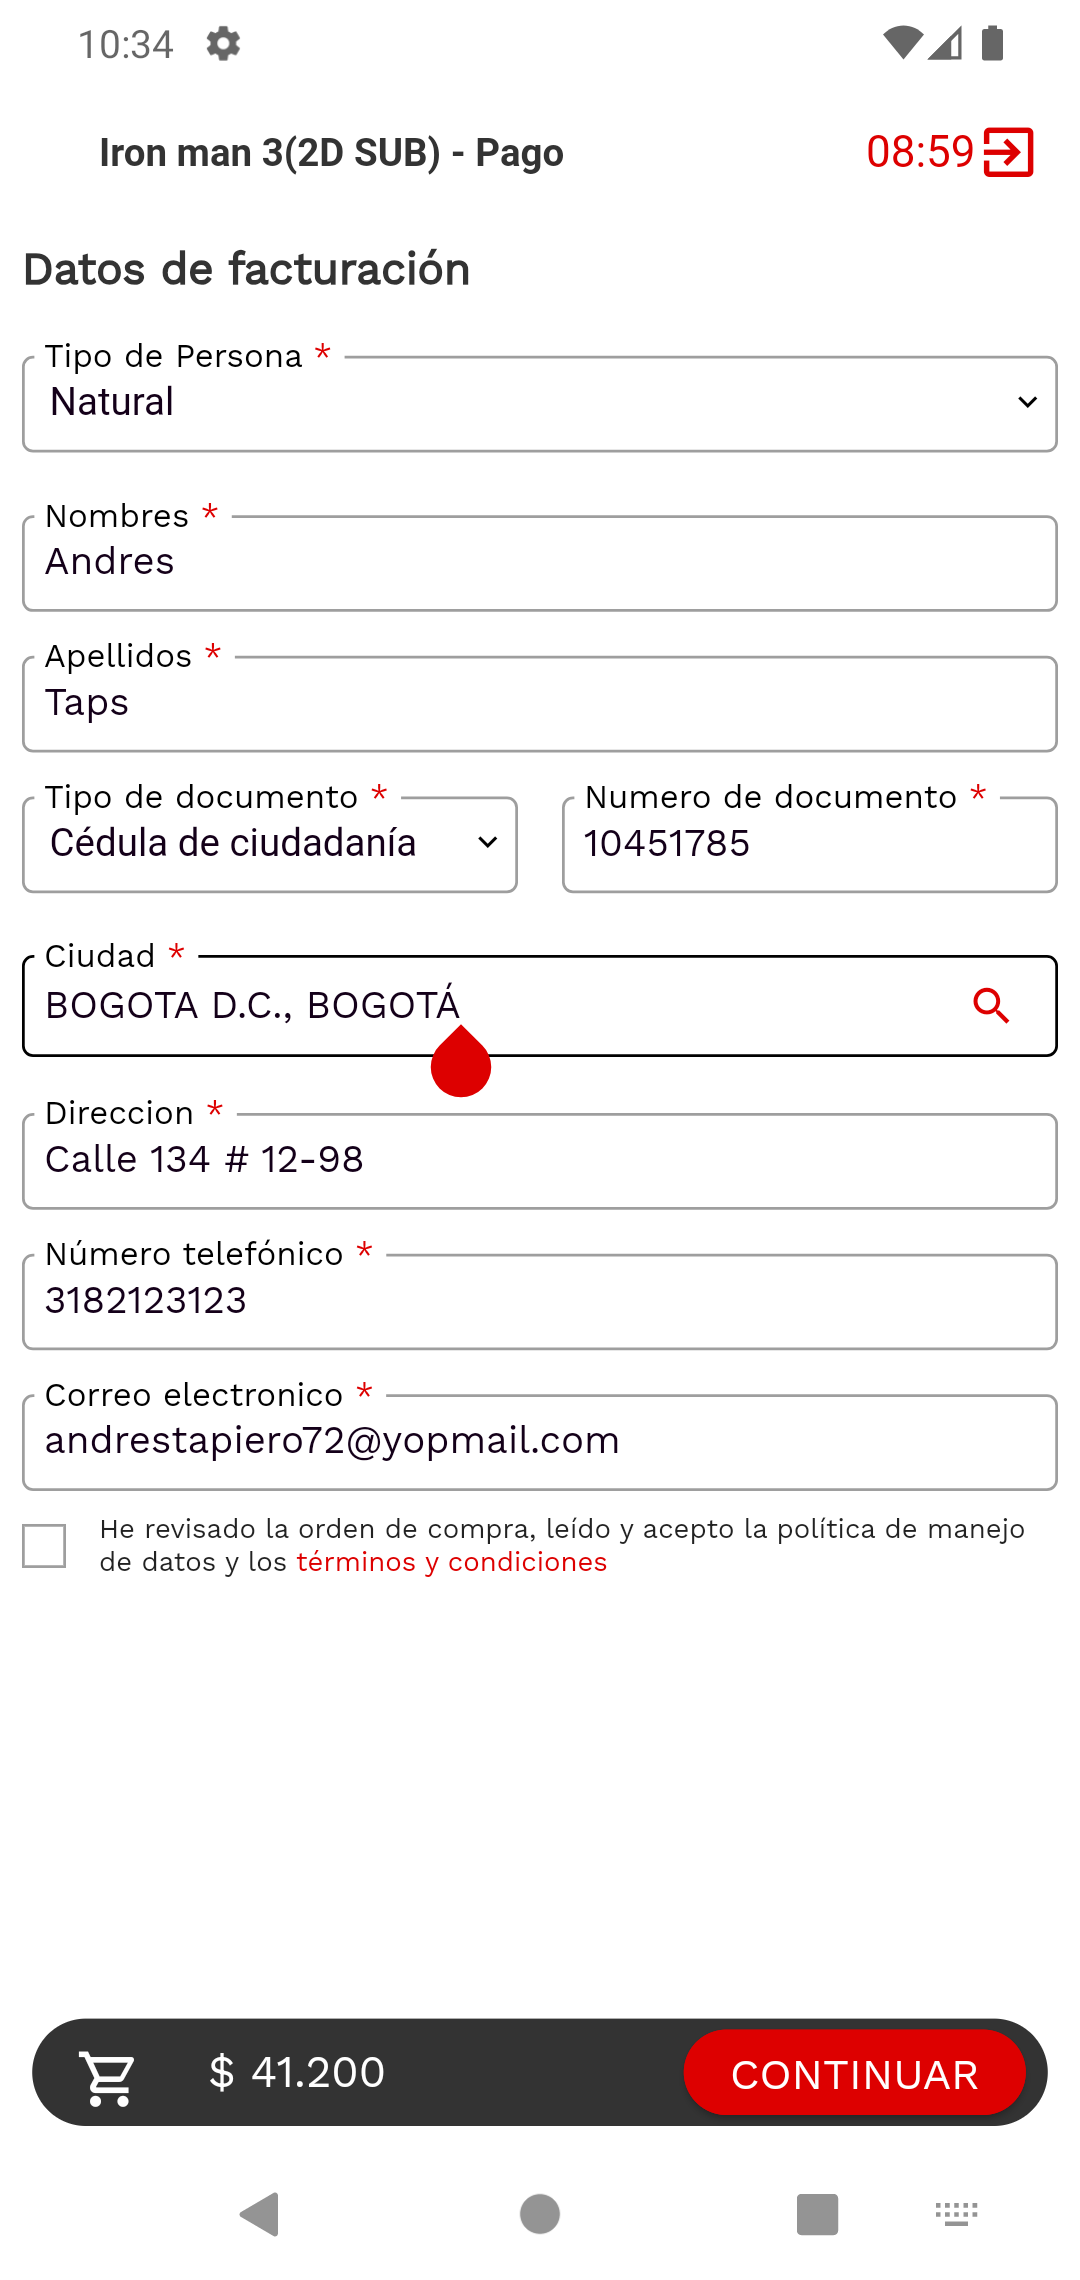 10:34
Iron man 3(2D SUB) - Pago
08:59
Datos de facturación
Tipo de Persona *
Natural
Nombres *
Andres
Apellidos *
Taps
Tipo de documento *
Cédula de ciudadanía
Numero de documento *
10451785
Ciudad *
BOGOTA D.C., BOGOTÁ
Direccion *
Calle 134 # 12-98
Número telefónico *
3182123123
Correo electronico *
andrestapiero72@yopmail.com
He revisado la orden de compra, leído y acepto la política de manejo
de datos y los términos y condiciones
$ 41.200
CONTINUAR